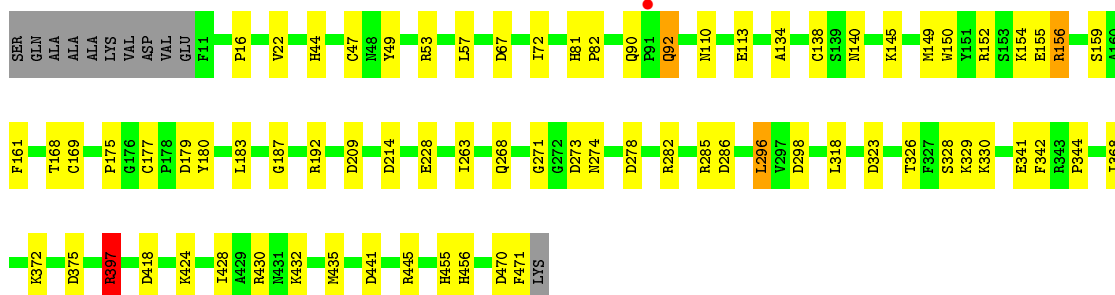 SER GLN ALA ALA ALA LYS VAL ASP VAL GLU F11 P16 V22 H44 C47 N48 Y49 R53 L57 D67 I72 H81 P82 Q90 P91 Q92 N110 E113 A134 C138 S139 N140 K145 M149 W150 Y151 R152 S153 K154 E155 R156 S159 A160
F161 T168 C169 P175 G176 C177 P178 D179 Y180 L183 G187 R192 D209 D214 E228 I263 Q268 G271 G272 D273 N274 D278 R282 R285 D286 L296 V297 D298 L318 D323 T326 F327 S328 K329 K330 E341 F342 R343 P344 I368
K372 D375 R397 D418 K424 I428 A429 R430 N431 K432 M435 D441 R445 H455 H456 D470 F471 LYS